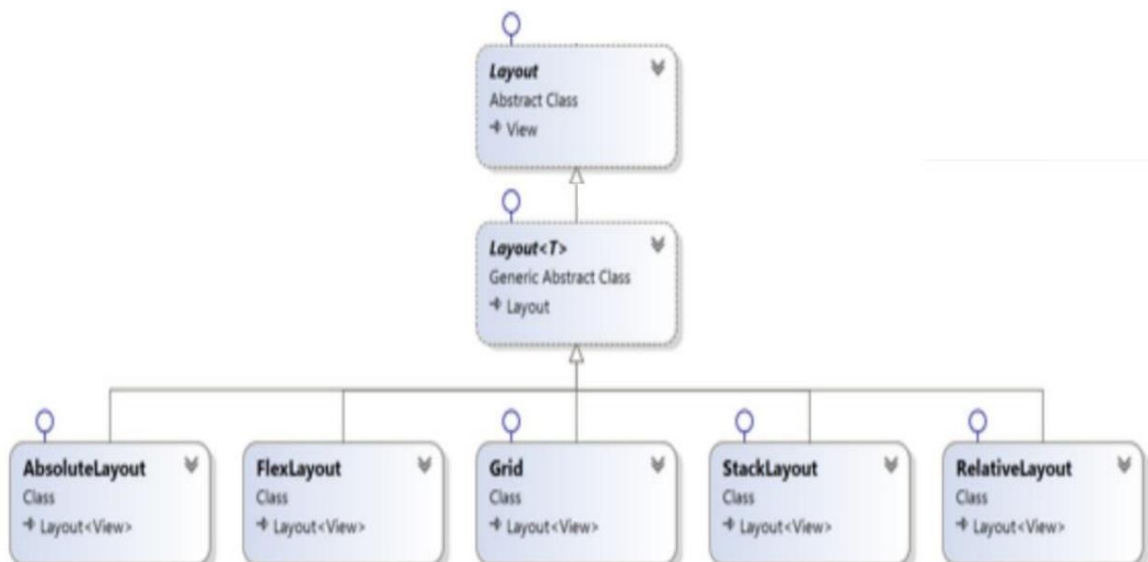 Layout
Abstract Class
View
Layout<T>
Generic Abstract Class
Layout
AbsoluteLayout
Class
Layout<View>
FlexLayout
Class
Layout<View>
Grid
Class
Layout<View>
StackLayout
Class
Layout<View>
RelativeLayout
Class
Layout<View>